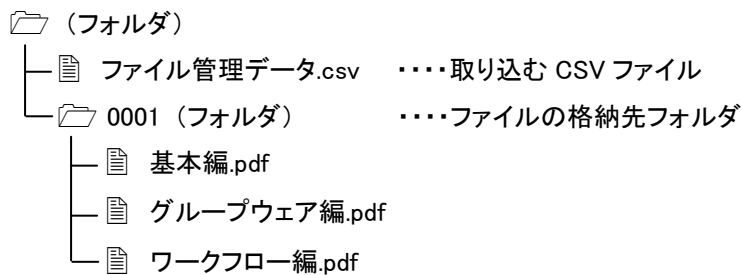 （フォルダ）
ファイル管理データ.csv ････取り込む CSV ファイル
0001（フォルダ） ････ファイルの格納先フォルダ
基本編.pdf
グループウェア編.pdf
ワークフロー編.pdf